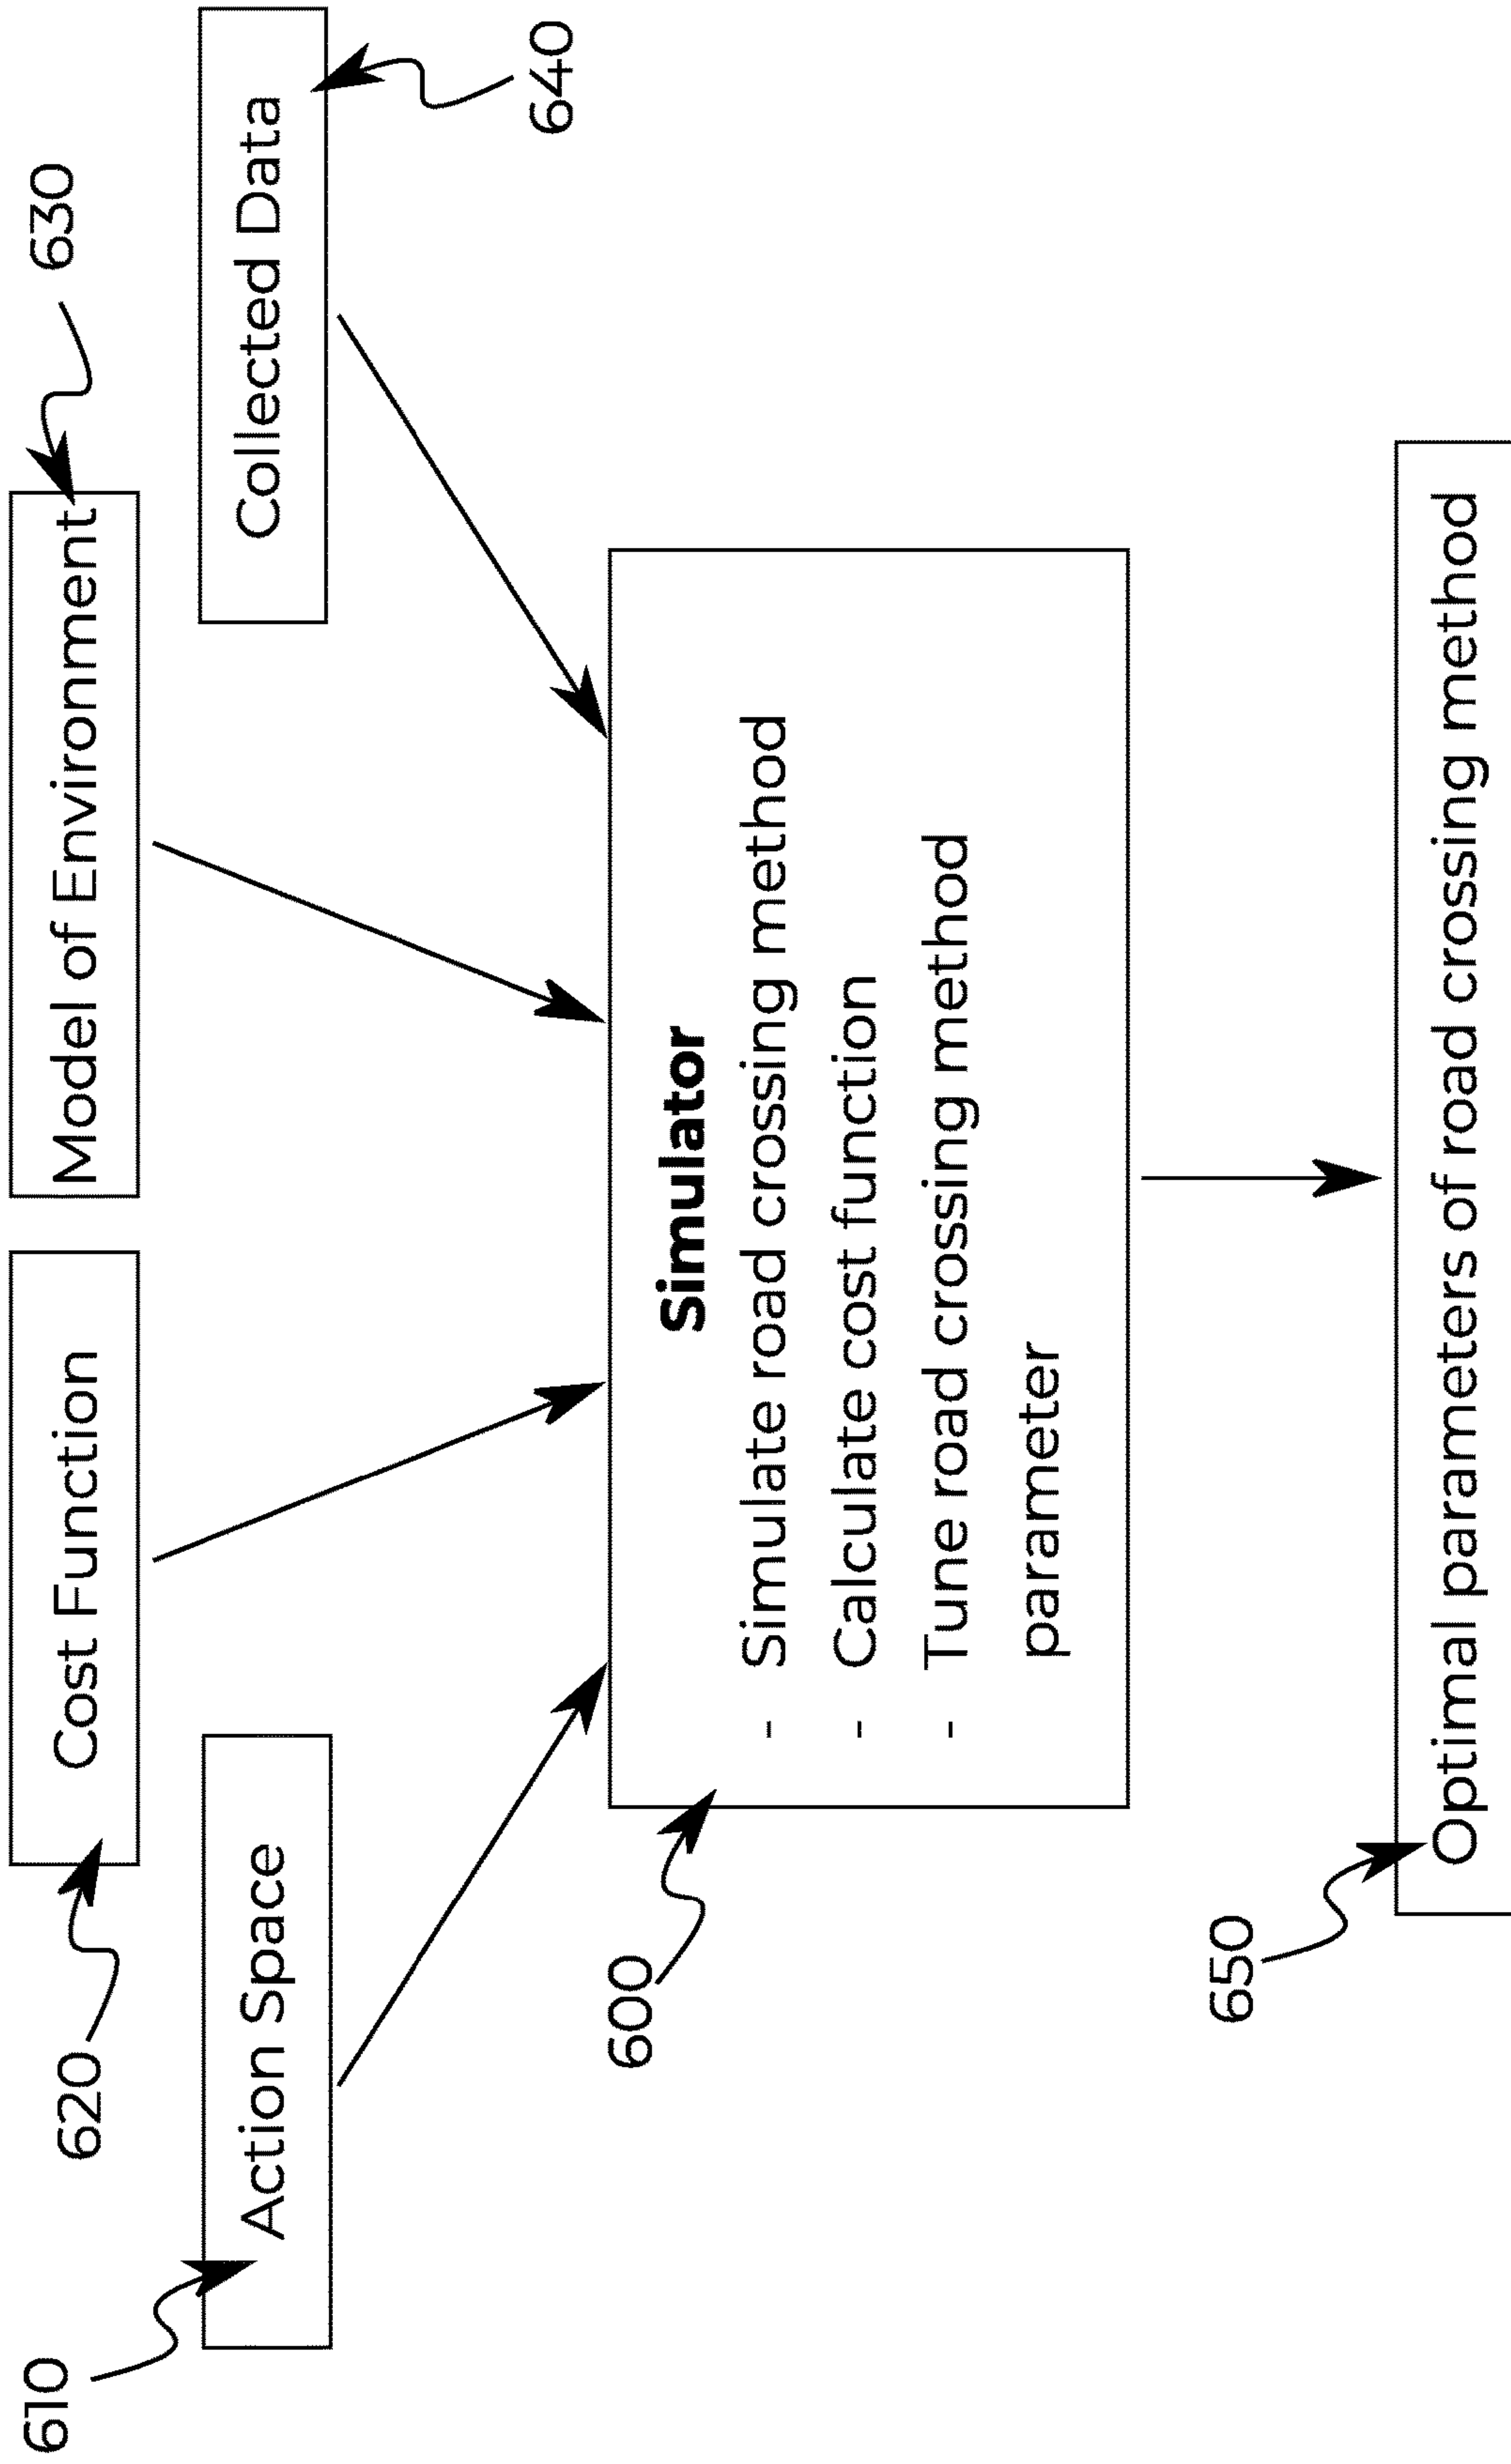 620
Cost Function
Model of Environment
630
610
Action Space
Collected Data
640
600
Simulator
- Simulate road crossing method
- Calculate cost function
- Tune road crossing method
parameter
650
Optimal parameters of road crossing method